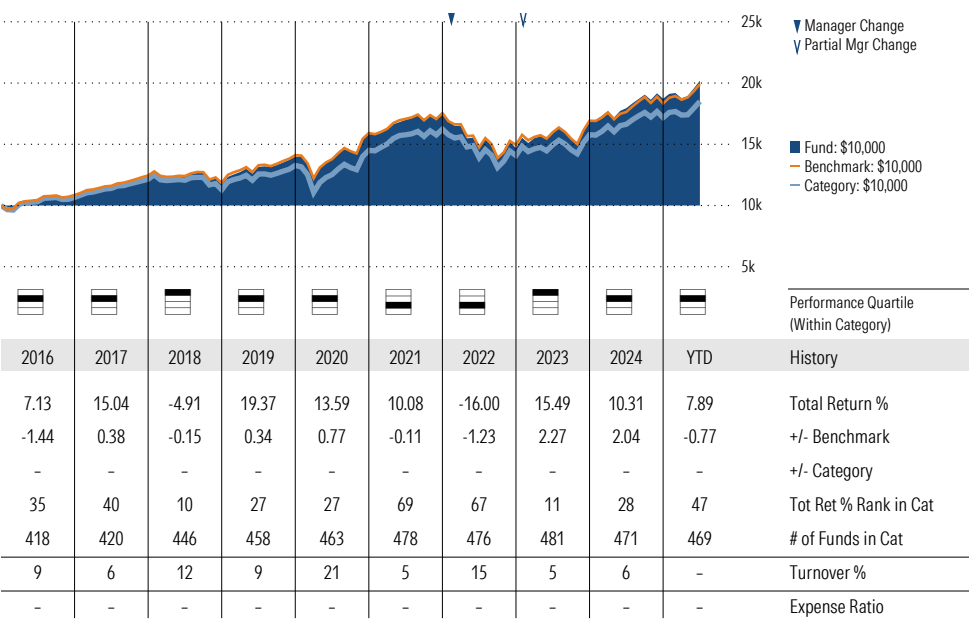 25k
▼ Manager Change
V Partial Mgr Change
20k
15k
Fund: $10,000
Benchmark: $10,000
Category: $10,000
10k
5k
Performance Quartile
(Within Category)
2016 2017 2018 2019 2020 2021 2022 2023 2024 YTD History
7.13 15.04 -4.91 19.37 13.59 10.08 -16.00 15.49 10.31 7.89 Total Return %
-1.44 0.38 -0.15 0.34 0.77 -0.11 -1.23 2.27 2.04 -0.77 +/- Benchmark
– – – – – – – – – – +/- Category
35 40 10 27 27 69 67 11 28 47 Tot Ret % Rank in Cat
418 420 446 458 463 478 476 481 471 469 # of Funds in Cat
9 6 12 9 21 5 15 5 6 – Turnover %
– – – – – – – – – – Expense Ratio